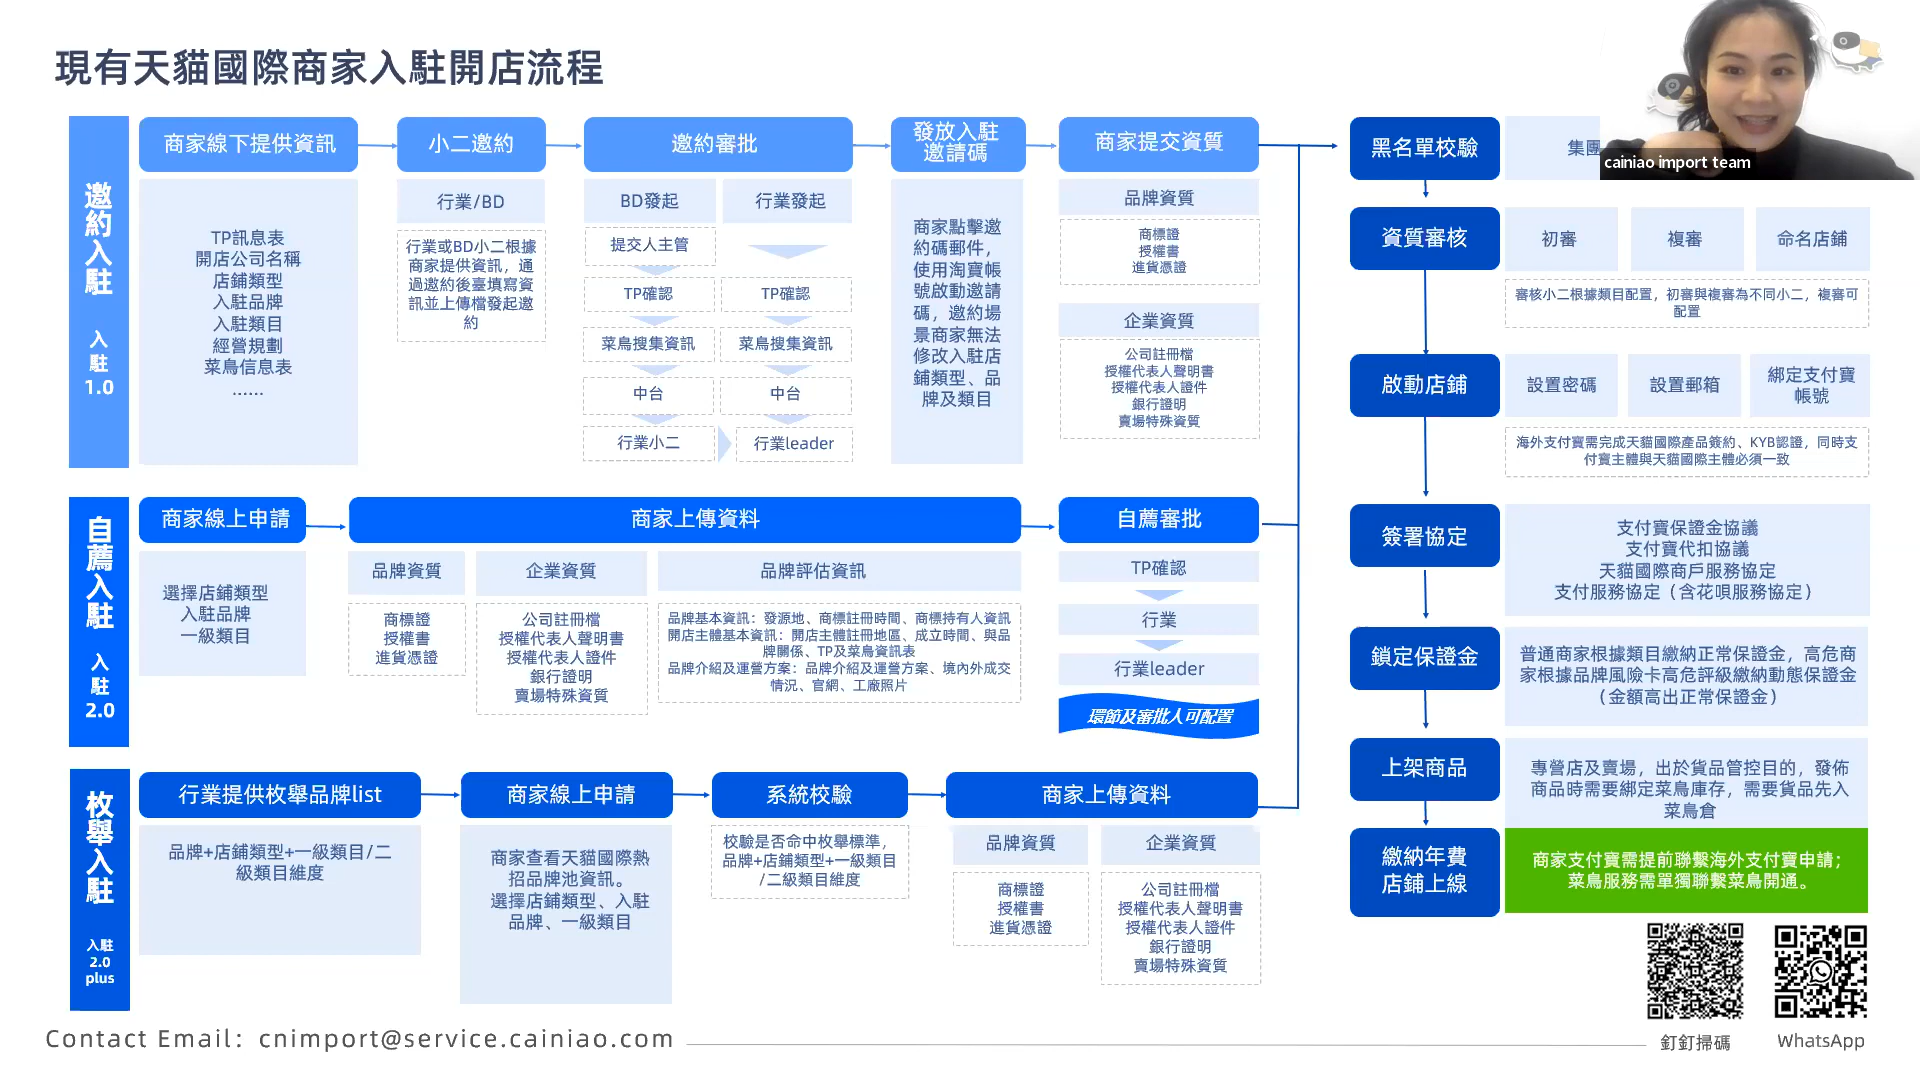 現有天貓國際商家入駐開店流程
邀約入駐
入駐
1.0
商家線下提供資訊
TP訊息表
開店公司名稱
店鋪類型
入駐品牌
入駐類目
經營規劃
菜鳥信息表
……
小二邀約
行業/BD
行業或BD小二根據
商家提供資訊，通
過邀約後臺填寫資
訊並上傳檔發起邀
約
邀約審批
BD發起
提交人主管
TP確認
菜鳥搜集資訊
中台
行業小二
行業發起
TP確認
菜鳥搜集資訊
中台
行業leader
發放入駐
邀請碼
商家點擊邀
約碼郵件，
使用淘寶帳
號啟動邀請
碼，邀約場
景商家無法
修改入駐店
鋪類型、品
牌及類目
商家提交資質
品牌資質
商標證
授權書
進貨憑證
企業資質
公司註冊檔
授權代表人聲明書
授權代表人證件
銀行證明
賣場特殊資質
自薦入駐
入駐
2.0
商家線上申請
選擇店鋪類型
入駐品牌
一級類目
商家上傳資料
品牌資質
商標證
授權書
進貨憑證
企業資質
公司註冊檔
授權代表人聲明書
授權代表人證件
銀行證明
賣場特殊資質
品牌評估資訊
品牌基本資訊：發源地、商標註冊時間、商標持有人資訊
開店主體基本資訊：開店主體註冊地區、成立時間、與品
牌關係、TP及菜鳥資訊表
品牌介紹及運營方案：品牌介紹及運營方案、境內外成交
情況、官網、工廠照片
自薦審批
TP確認
行業
行業leader
環節及審批人可配置
枚舉入駐
入駐
2.0
plus
行業提供枚舉品牌list
品牌+店鋪類型+一級類目/二
級類目維度
商家線上申請
商家查看天貓國際熱
招品牌池資訊。
選擇店鋪類型、入駐
品牌、一級類目
系統校驗
校驗是否命中枚舉標準，
品牌+店鋪類型+一級類目
/二級類目維度
商家上傳資料
品牌資質
商標證
授權書
進貨憑證
企業資質
公司註冊檔
授權代表人聲明書
授權代表人證件
銀行證明
賣場特殊資質
黑名單校驗
集團
cainiao import team
資質審核
初審
複審
命名店鋪
審核小二根據類目配置，初審與複審為不同小二，複審可
配置
啟動店鋪
設置密碼
設置郵箱
綁定支付寶
帳號
海外支付寶需完成天貓國際產品簽約、KYB認證，同時支
付寶主體與天貓國際主體必須一致
簽署協定
支付寶保證金協議
支付寶代扣協議
天貓國際商戶服務協定
支付服務協定（含花唄服務協定）
鎖定保證金
普通商家根據類目繳納正常保證金，高危商
家根據品牌風險卡高危評級繳納動態保證金
（金額高出正常保證金）
上架商品
專營店及賣場，出於貨品管控目的，發佈
商品時需要綁定菜鳥庫存，需要貨品先入
菜鳥倉
繳納年費
店鋪上線
商家支付寶需提前聯繫海外支付寶申請；
菜鳥服務需單獨聯繫菜鳥開通。
Contact Email：cnimport@service.cainiao.com
釘釘掃碼
WhatsApp